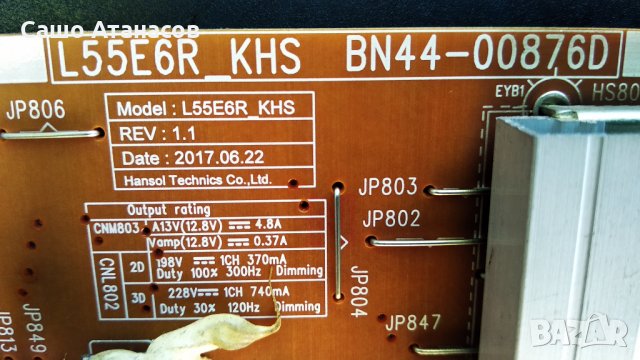 Сашо Атанасов
L55E6R_KHS BN44-00876D
EYB1
HS80
JP806
Model : L55E6R_KHS
REV : 1.1
Date : 2017.06.22
Hansol Technics Co.,Ltd.
JP803
JP802
Output rating
CNM803 A13V(12.8V) ⎓ 4.8A
Vamp(12.8V) ⎓ 0.37A
CNL802
2D 198V ⎓ 1CH 370mA
Duty 100% 300Hz Dimming
3D 228V ⎓ 1CH 740mA
Duty 30% 120Hz Dimming
JP804
JP847
JP849
JP813
BAZAR